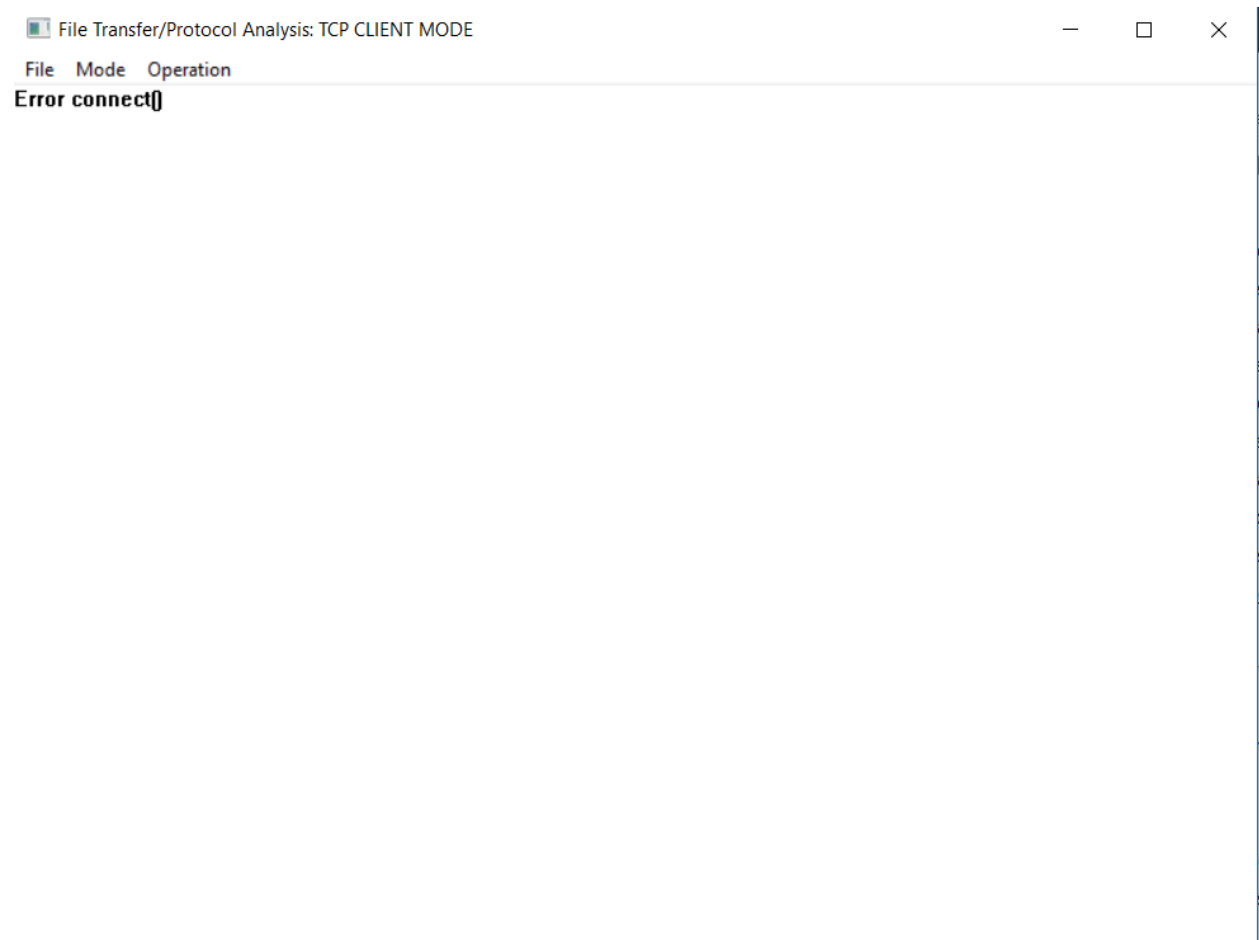 File Transfer/Protocol Analysis: TCP CLIENT MODE
File Mode Operation
Error connect()